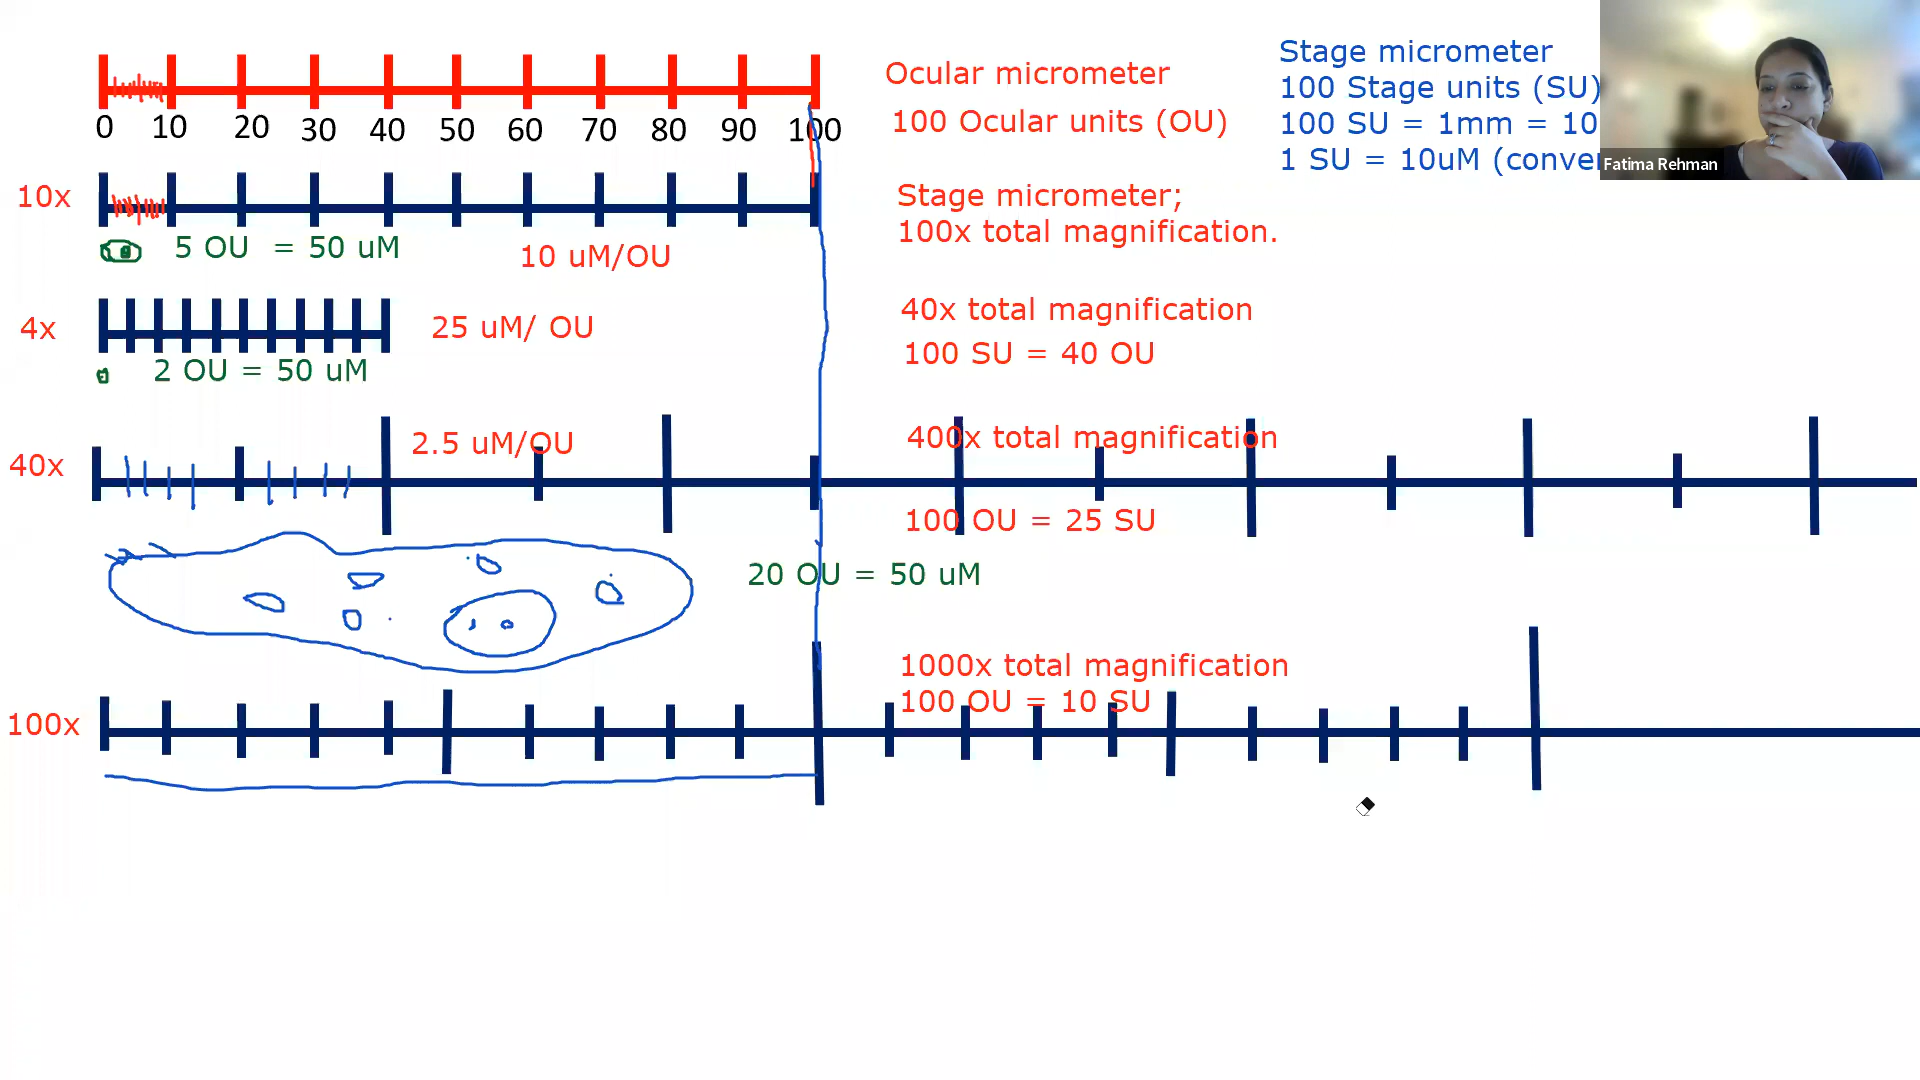 Ocular micrometer
100 Ocular units (OU)
Stage micrometer
100 Stage units (SU)
100 SU = 1mm = 10
1 SU = 10uM
Fatima Rehman
0 10 20 30 40 50 60 70 80 90 100
10x
Stage micrometer;
100x total magnification.
5 OU = 50 uM
10 uM/OU
4x
25 uM/ OU
40x total magnification
100 SU = 40 OU
2 OU = 50 uM
40x
2.5 uM/OU
400x total magnification
100 OU = 25 SU
20 OU = 50 uM
100x
1000x total magnification
100 OU = 10 SU